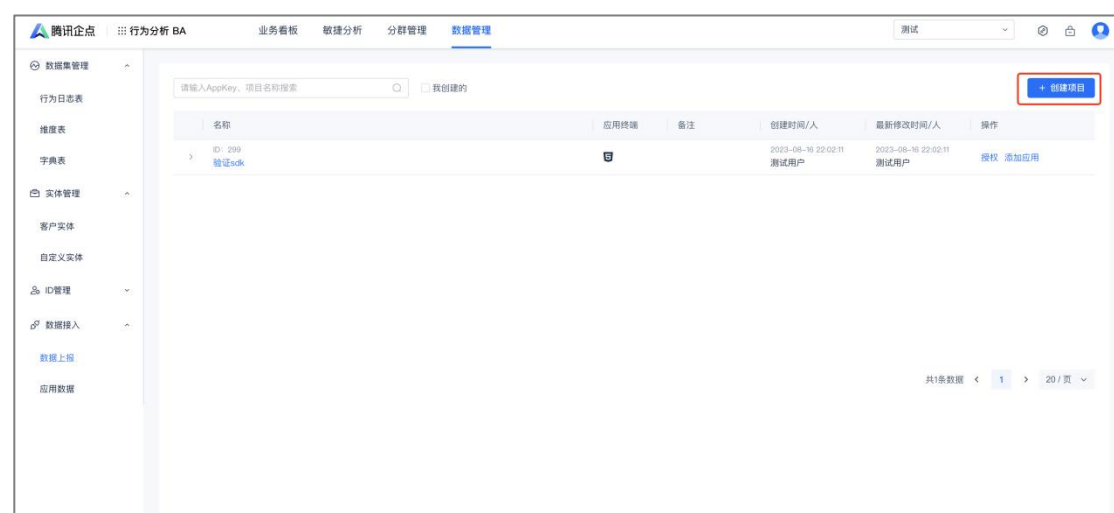 腾讯企点 行为分析 BA 业务看板 敏捷分析 分群管理 数据管理 测试
数据集管理
行为日志表
维度表
字典表
实体管理
客户实体
自定义实体
ID管理
数据接入
数据上报
应用数据
请输入AppKey，项目名称搜索 我创建的 + 创建项目
名称 应用终端 备注 创建时间/人 最新修改时间/人 操作
ID：299 2023-08-16 22:02:11 2023-08-16 22:02:11
验证sdk 测试用户 测试用户 授权 添加应用
共1条数据 1 20 / 页